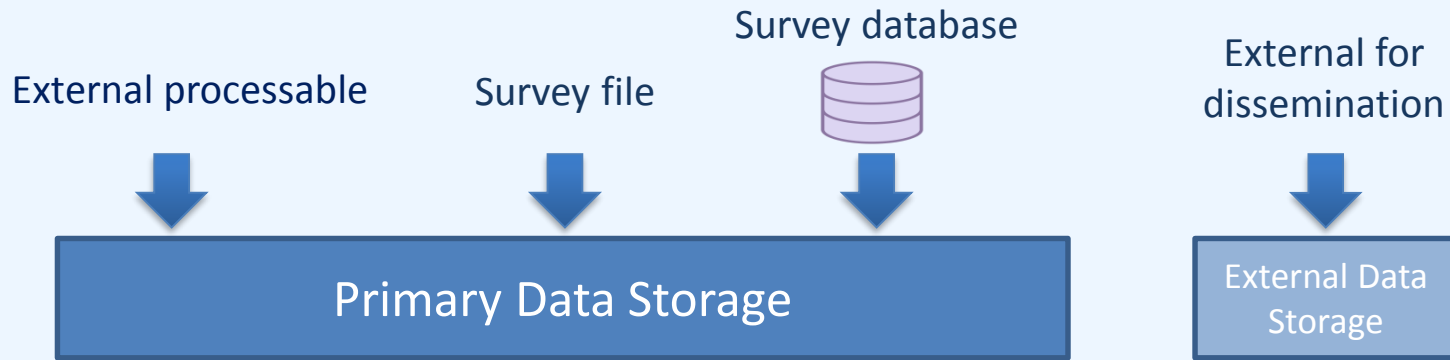 Survey database
External processable
Survey file
External for
dissemination
Primary Data Storage
External Data
Storage